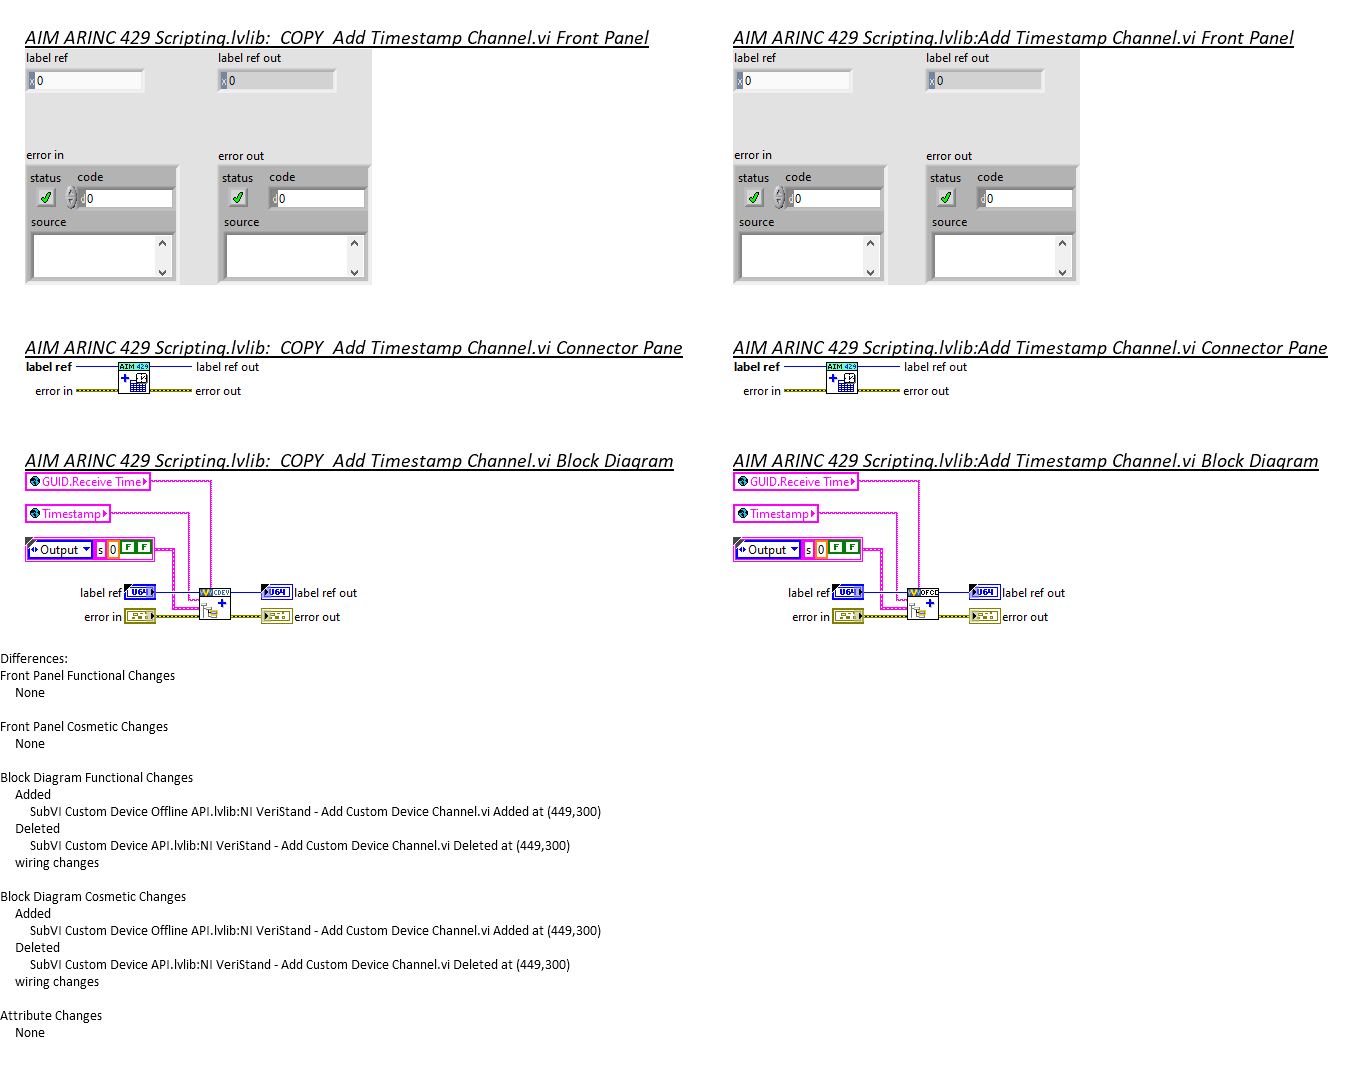 AIM ARINC 429 Scripting.lvlib:  COPY  Add Timestamp Channel.vi Front Panel
label ref
label ref out
x 0
x 0
error in
error out
status
code
status
code
d 0
d 0
source
source
AIM ARINC 429 Scripting.lvlib:Add Timestamp Channel.vi Front Panel
label ref
label ref out
x 0
x 0
error in
error out
status
code
status
code
d 0
d 0
source
source
AIM ARINC 429 Scripting.lvlib:  COPY  Add Timestamp Channel.vi Connector Pane
label ref
AIM 429
label ref out
error in
error out
AIM ARINC 429 Scripting.lvlib:Add Timestamp Channel.vi Connector Pane
label ref
AIM 429
label ref out
error in
error out
AIM ARINC 429 Scripting.lvlib:  COPY  Add Timestamp Channel.vi Block Diagram
GUID.Receive Time
Timestamp
Output s 0 F F
label ref U64
CDEV
U64 label ref out
error in
error out
AIM ARINC 429 Scripting.lvlib:Add Timestamp Channel.vi Block Diagram
GUID.Receive Time
Timestamp
Output s 0 F F
label ref U64
U64 label ref out
error in
error out
Differences:
Front Panel Functional Changes
None
Front Panel Cosmetic Changes
None
Block Diagram Functional Changes
Added
SubVI Custom Device Offline API.lvlib:NI VeriStand - Add Custom Device Channel.vi Added at (449,300)
Deleted
SubVI Custom Device API.lvlib:NI VeriStand - Add Custom Device Channel.vi Deleted at (449,300)
wiring changes
Block Diagram Cosmetic Changes
Added
SubVI Custom Device Offline API.lvlib:NI VeriStand - Add Custom Device Channel.vi Added at (449,300)
Deleted
SubVI Custom Device API.lvlib:NI VeriStand - Add Custom Device Channel.vi Deleted at (449,300)
wiring changes
Attribute Changes
None